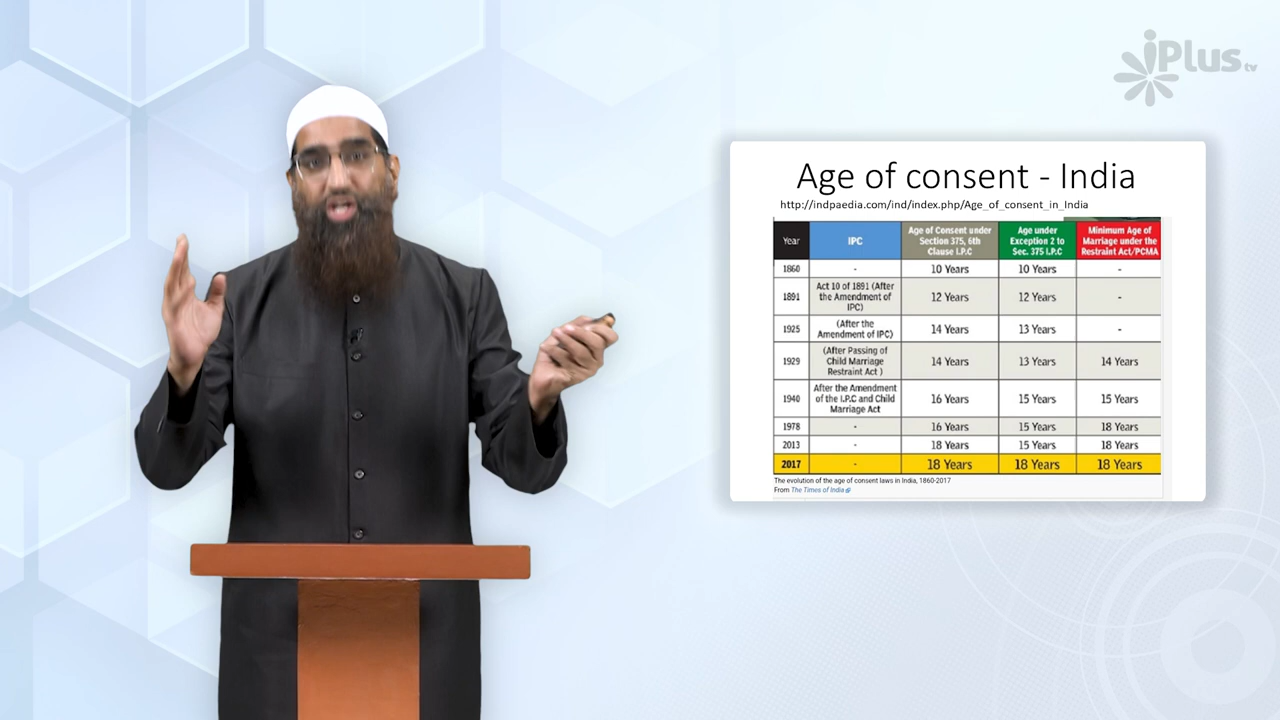 iPlus tv
Age of consent - India
http://indpaedia.com/ind/index.php/Age_of_consent_in_India
Year
IPC
Age of Consent under
Section 375, 6th
Clause I.P.C
Age under
Exception 2 to
Sec. 375 I.P.C
Minimum Age of
Marriage under the
Restraint Act/PCMA
1860 - 10 Years 10 Years -
1891
Act 10 of 1891 (After
the Amendment of
IPC)
12 Years 12 Years -
1925
(After the
Amendment of IPC)
14 Years 13 Years -
1929
(After Passing of
Child Marriage
Restraint Act )
14 Years 13 Years 14 Years
1940
After the Amendment
of the I.P.C and Child
Marriage Act
16 Years 15 Years 15 Years
1978 - 16 Years 15 Years 18 Years
2013 - 18 Years 15 Years 18 Years
2017 - 18 Years 18 Years 18 Years
The evolution of the age of consent laws in India, 1860-2017
From The Times of India